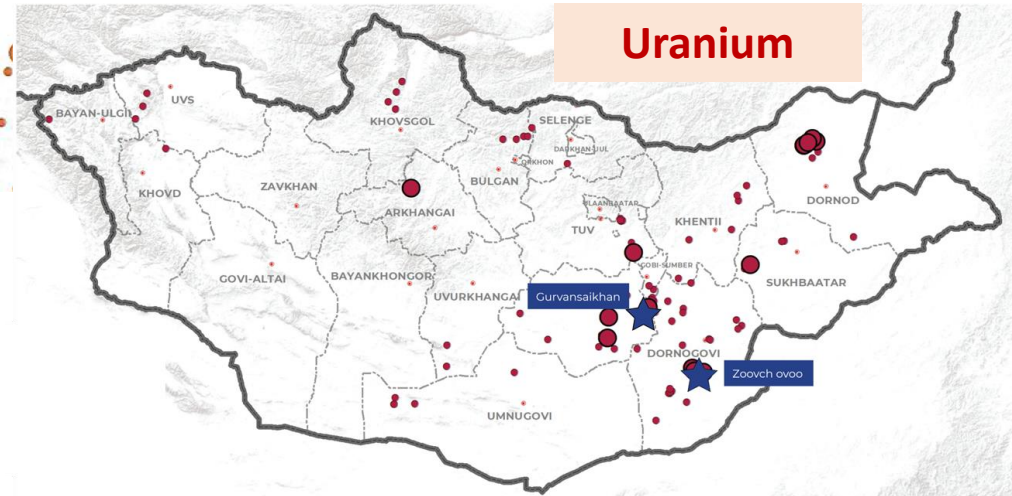 Uranium
UVS
BAYAN-ULGII
KHOVSGOL
SELENGE
DARKHAN-UUL
ORKHON
BULGAN
KHOVD
ZAVKHAN
ARKHANGAI
ULAANBAATAR
TUV
KHENTII
DORNOD
GOVI-ALTAI
BAYANKHONGOR
UVURKHANGAI
GOBI-SUMBER
SUKHBAATAR
Gurvansaikhan
DORNOGOVI
Zoovch ovoo
UMNUGOVI